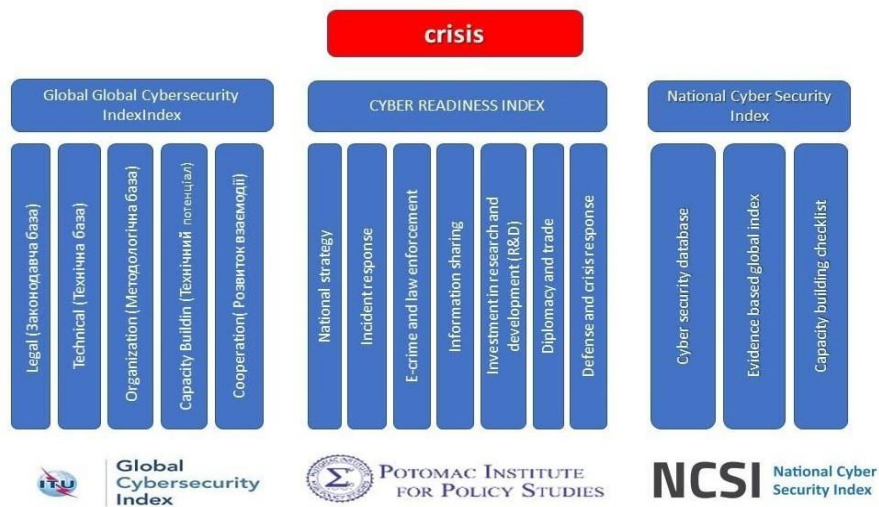 crisis
Global Global Cybersecurity
IndexIndex
CYBER READINESS INDEX
National Cyber Security
Index
Legal (Законодавча база)
Technical (Технічна база)
Organization (Методологічна база)
Capacity Buildin (Технічний потенціал)
Cooperation( Розвиток взаємодії)
National strategy
Incident response
E-crime and law enforcement
Information sharing
Investment in research and
development (R&D)
Diplomacy and trade
Defense and crisis response
Cyber security database
Evidence based global index
Capacity building checklist
ITU
Global
Cybersecurity
Index
POTOMAC INSTITUTE
FOR POLICY STUDIES
NCSI
National Cyber
Security Index